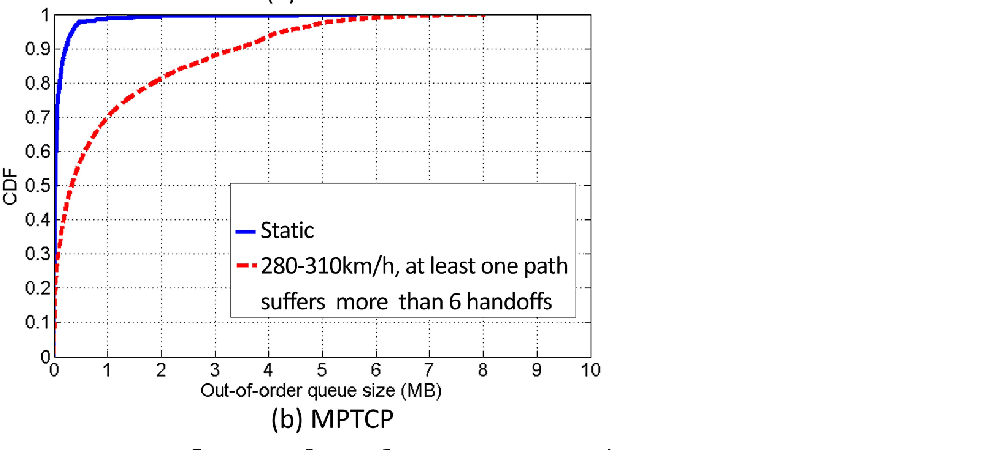 1
0.9
0.8
0.7
0.6
0.5
0.4
0.3
0.2
0.1
0
CDF
Static
280-310km/h, at least one path
suffers more than 6 handoffs
0 1 2 3 4 5 6 7 8 9 10
Out-of-order queue size (MB)
(b) MPTCP